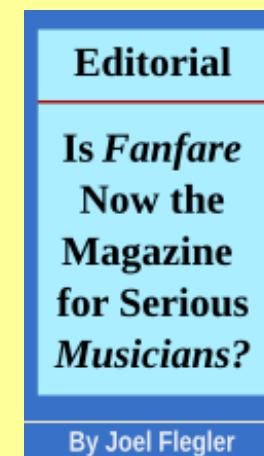 Editorial
Is Fanfare
Now the
Magazine
for Serious
Musicians?
By Joel Flegler